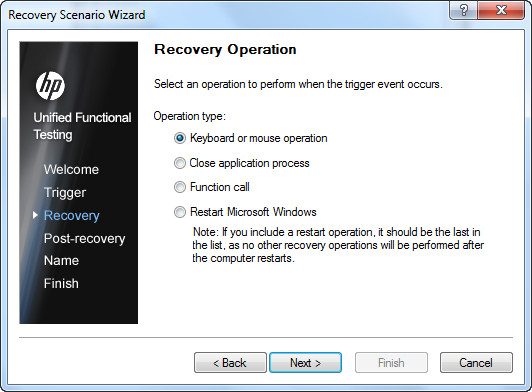 Recovery Scenario Wizard
?
hp
Unified Functional
Testing
Welcome
Trigger
Recovery
Post-recovery
Name
Finish
Recovery Operation
Select an operation to perform when the trigger event occurs.
Operation type:
Keyboard or mouse operation
Close application process
Function call
Restart Microsoft Windows
Note: If you include a restart operation, it should be the last in
the list, as no other recovery operations will be performed after
the computer restarts.
< Back
Next >
Finish
Cancel